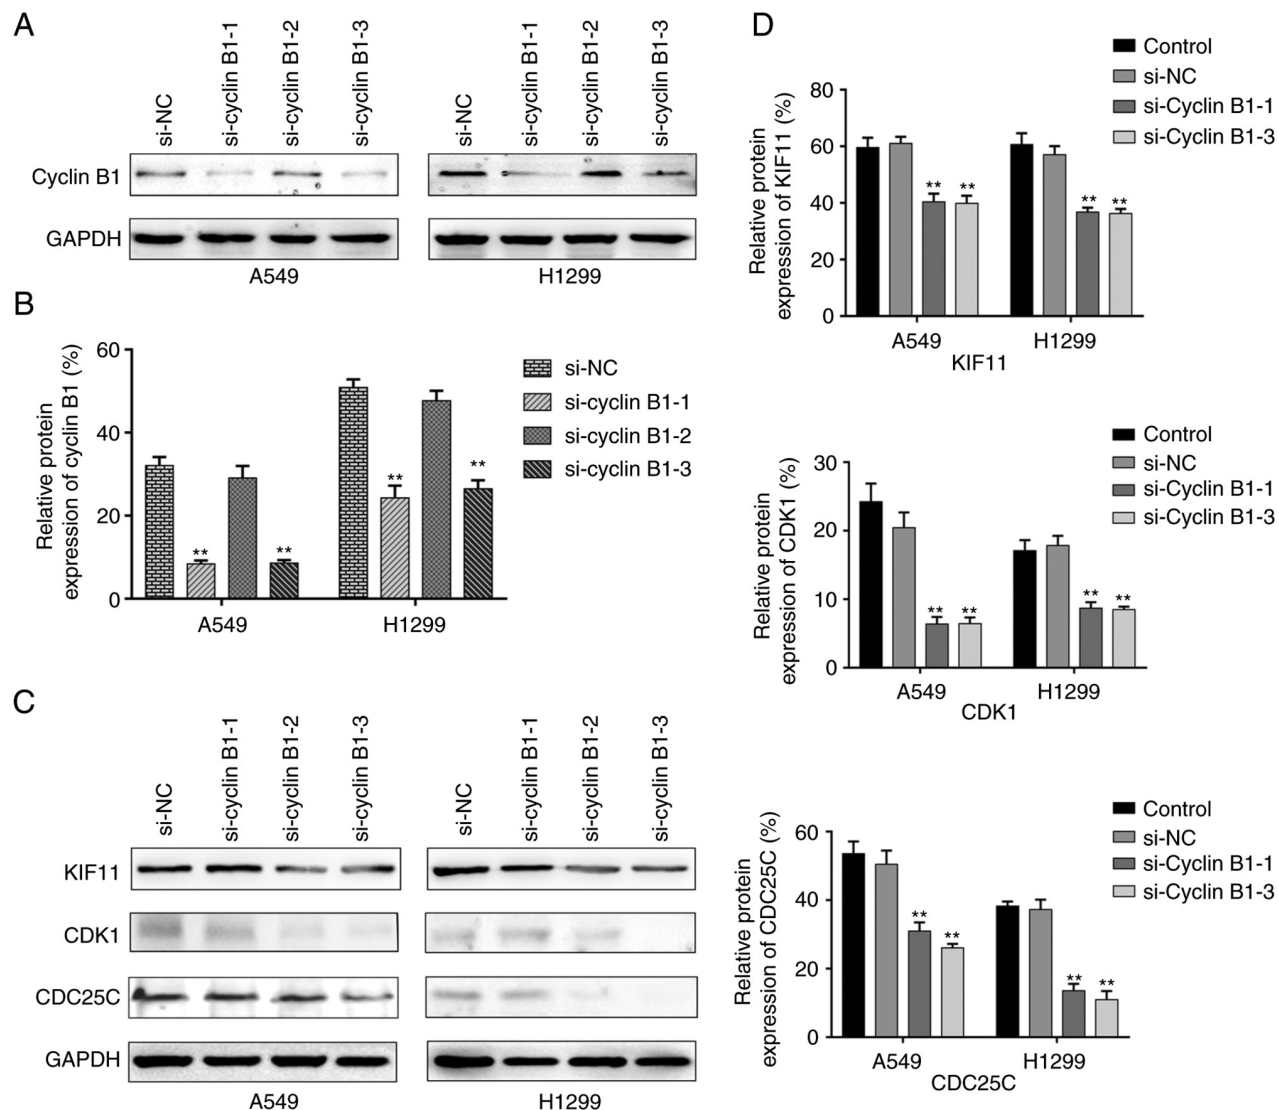 A
si-NC
si-cyclin B1-1
si-cyclin B1-2
si-cyclin B1-3
si-NC
si-cyclin B1-1
si-cyclin B1-2
si-cyclin B1-3
Cyclin B1
GAPDH
A549
H1299
B
Relative protein
expression of cyclin B1 (%)
60
40
20
0
**
**
**
**
A549
H1299
si-NC
si-cyclin B1-1
si-cyclin B1-2
si-cyclin B1-3
C
si-NC
si-cyclin B1-1
si-cyclin B1-2
si-cyclin B1-3
si-NC
si-cyclin B1-1
si-cyclin B1-2
si-cyclin B1-3
KIF11
CDK1
CDC25C
GAPDH
A549
H1299
D
Control
si-NC
si-Cyclin B1-1
si-Cyclin B1-3
Relative protein
expression of KIF11 (%)
80
60
40
20
0
**
**
**
**
A549
H1299
KIF11
Control
si-NC
si-Cyclin B1-1
si-Cyclin B1-3
Relative protein
expression of CDK1 (%)
30
20
10
0
**
**
**
**
A549
H1299
CDK1
Control
si-NC
si-Cyclin B1-1
si-Cyclin B1-3
Relative protein
expression of CDC25C (%)
60
40
20
0
**
**
**
**
A549
H1299
CDC25C